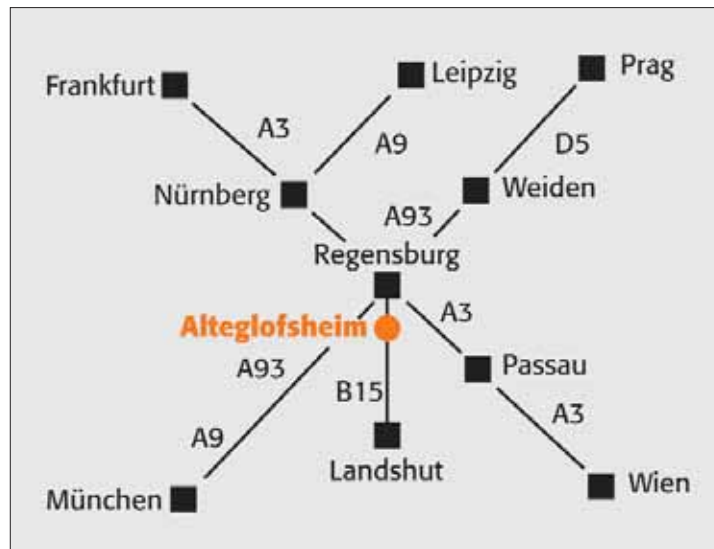 Frankfurt
Leipzig
Prag
A3
A9
D5
Nürnberg
Weiden
A93
Regensburg
Alteglofsheim
A3
A93
Passau
B15
A3
A9
Landshut
München
Wien